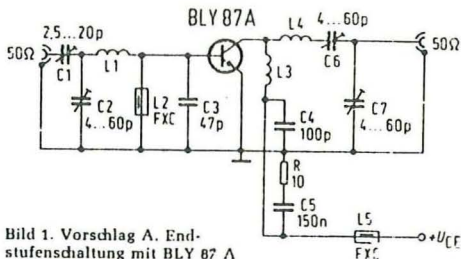 BLY 87A
50Ω
2,5...20p
C1
L1
C2
4...60p
L2
FXC
C3
47p
L4
4...60p
C6
50Ω
L3
C7
4...60p
C4
100p
R
10
C5
150n
L5
FXC
+UCE
Bild 1. Vorschlag A. End-
stufenschaltung mit BLY 87 A